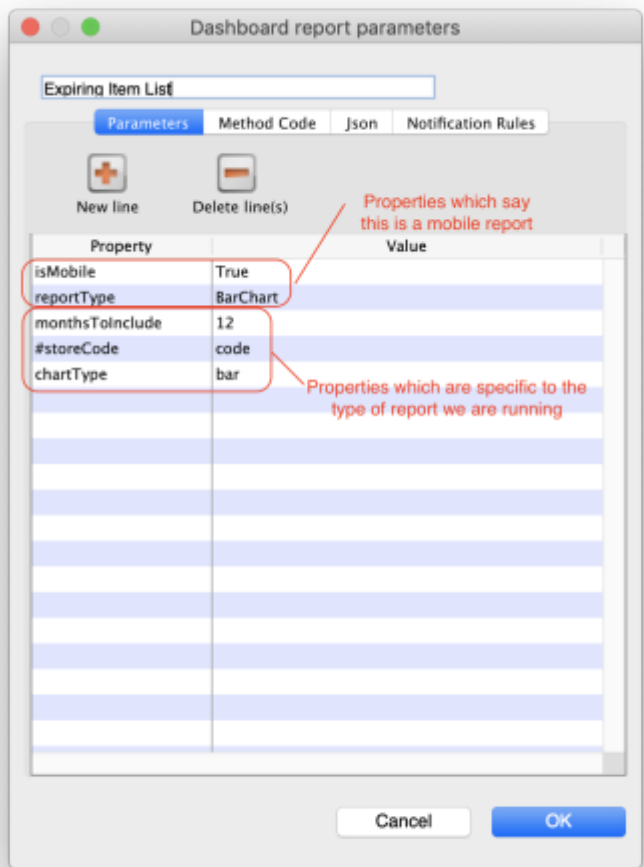 Dashboard report parameters
Expiring Item List
Parameters Method Code Json Notification Rules
New line Delete line(s)
Properties which say
this is a mobile report
Property Value
isMobile True
reportType BarChart
monthsToInclude 12
#storeCode code
chartType bar
Properties which are specific to the
type of report we are running
Cancel OK